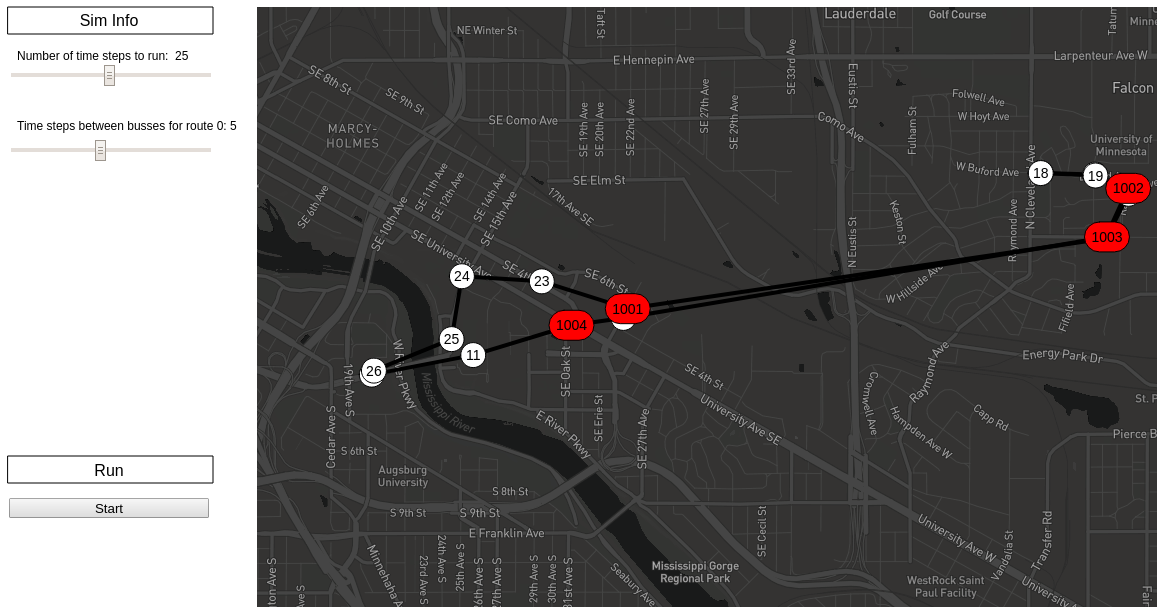 Sim Info
Number of time steps to run: 25
Time steps between busses for route 0: 5
Run
Start
Lauderdale
Golf Course
Tatum
Minne
Taft St
NE Winter St
SE 33rd Ave
E Hennepin Ave
Larpenteur Ave W
SE 8th St
SE 9th St
Eustis St
Falcon
Folwell Ave
W Hoyt Ave
SE Como Ave
Como Ave
SE 19th Ave
SE 20th Ave
SE 22nd Ave
SE 27th Ave
SE 29th Ave
Fulham St
MARCY-
HOLMES
University of
Minnesota
W Buford Ave
18
19
1002
1003
SE Elm St
17th Ave SE
SE 6th Ave
SE 10th Ave
SE 11th Ave
SE 12th Ave
SE 14th Ave
SE 15th Ave
Keston St
Raymond Ave
N Cleveland Ave
N Eustis St
SE University Ave
SE 4th
SE 6th St
24
23
1001
1004
25
11
26
W Hillside Ave
Fifield Ave
W River Pkwy
Mississippi River
19th Ave S
SE Oak St
SE 4th St
Energy Park Dr
Raymond Ave
Cromwell Ave
Hampden Ave W
Capp Rd
St. P
Pierce B
Cedar Ave S
E River Pkwy
SE Erie St
SE 27th Ave
University Ave SE
S 6th St
Augsburg
University
S 8th St
S 9th St
S 9th St
E Franklin Ave
SE Cecil St
University Ave W
Vandalia St
Transfer Rd
Minnehaha A
23rd Ave S
24th Ave S
25th Ave S
26th Ave S
27th Ave S
29th Ave S
30th Ave S
31st Ave S
Seabury Ave
Mississippi Gorge
Regional Park
WestRock Saint
Paul Facility
University